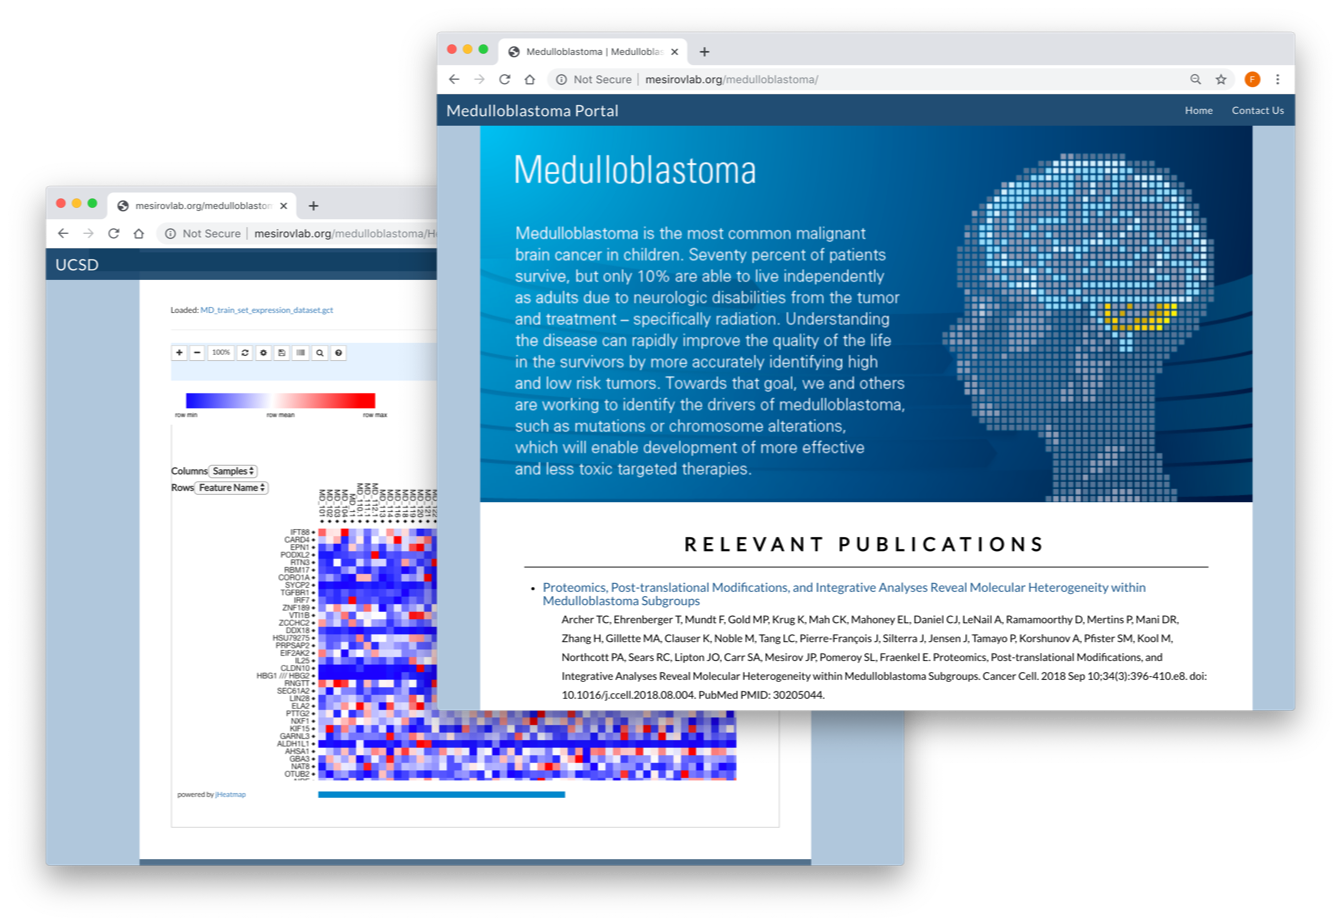 Medulloblastoma | Medulloblas
Not Secure | mesirovlab.org/medulloblastoma/
F
Medulloblastoma Portal
Home Contact Us
Medulloblastoma
Medulloblastoma is the most common malignant
brain cancer in children. Seventy percent of patients
survive, but only 10% are able to live independently
as adults due to neurologic disabilities from the tumor
and treatment – specifically radiation. Understanding
the disease can rapidly improve the quality of the life
in the survivors by more accurately identifying high
and low risk tumors. Towards that goal, we and others
are working to identify the drivers of medulloblastoma,
such as mutations or chromosome alterations,
which will enable development of more effective
and less toxic targeted therapies.
RELEVANT PUBLICATIONS
• Proteomics, Post-translational Modifications, and Integrative Analyses Reveal Molecular Heterogeneity within
Medulloblastoma Subgroups
Archer TC, Ehrenberger T, Mundt F, Gold MP, Krug K, Mah CK, Mahoney EL, Daniel CJ, LeNail A, Ramamoorthy D, Mertins P, Mani DR,
Zhang H, Gillette MA, Clauser K, Noble M, Tang LC, Pierre-François J, Silterra J, Jensen J, Tamayo P, Korshunov A, Pfister SM, Kool M,
Northcott PA, Sears RC, Lipton JO, Carr SA, Mesirov JP, Pomeroy SL, Fraenkel E. Proteomics, Post-translational Modifications, and
Integrative Analyses Reveal Molecular Heterogeneity within Medulloblastoma Subgroups. Cancer Cell. 2018 Sep 10;34(3):396-410.e8. doi:
10.1016/j.ccell.2018.08.004. PubMed PMID: 30205044.
mesirovlab.org/medulloblaston
Not Secure | mesirovlab.org/medulloblastoma/H
UCSD
Loaded: MD_train_set_expression_dataset.gct
100%
row min row mean row max
Columns Samples
Rows Feature Name
IFT88
CARD4
EPN1
PODXL2
RTN3
RBM17
CORO1A
SYCP2
TGFBR1
IRF7
ZNF189
VTI1B
ZCCHC2
DDX18
HSU79275
PRPSAP2
EIF2AK2
IL25
CLDN10
HBG1 /// HBG2
RNGTT
SEC61A2
LIN28
ELA2
PTTG2
NXF1
KIF15
GARNL3
ALDH1L1
AHSA1
GBA3
NAT8
OTUB2
powered by jHeatmap